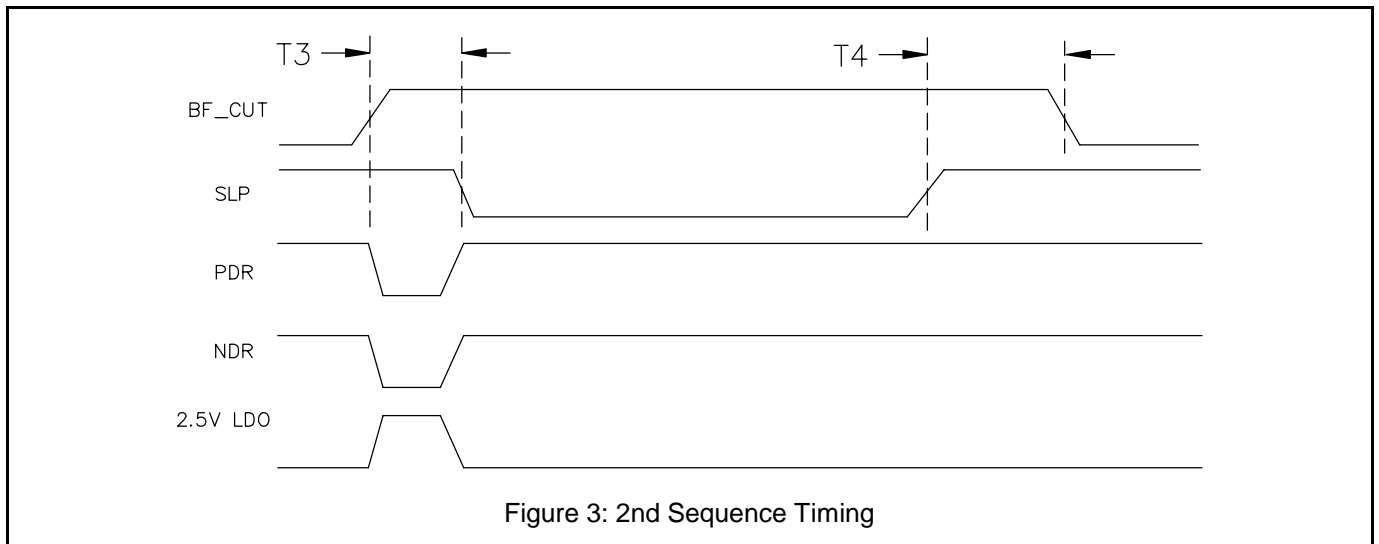 T3
T4
BF_CUT
SLP
PDR
NDR
2.5V LDO
Figure 3: 2nd Sequence Timing